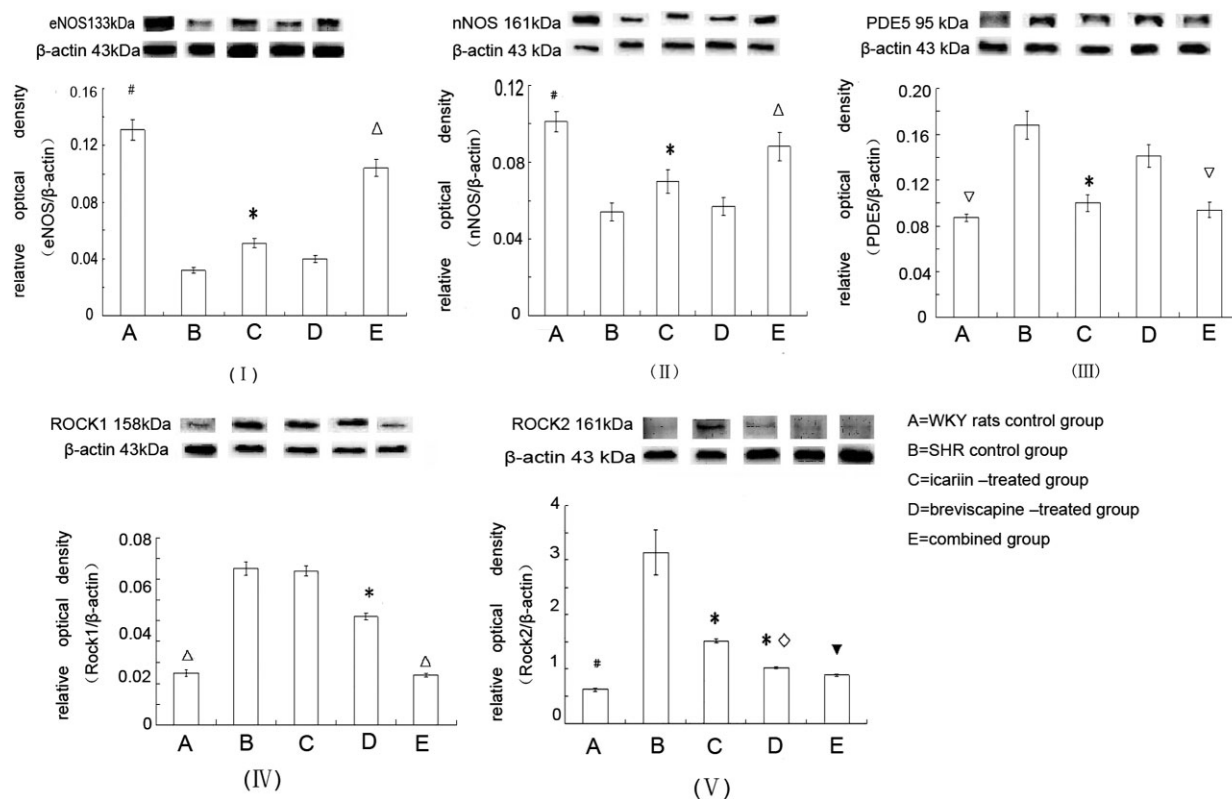 eNOS133kDa
β-actin 43kDa
relative optical density
（eNOS/β-actin）
0.16
0.12
0.08
0.04
0
#
*
Δ
A B C D E
(Ⅰ)
nNOS 161kDa
β-actin 43 kDa
relative optical density
（nNOS/β-actin）
0.12
0.08
0.04
0
#
*
Δ
A B C D E
(Ⅱ)
PDE5 95 kDa
β-actin 43 kDa
relative optical density
（PDE5/β-actin）
0.20
0.16
0.12
0.08
0.04
0
▽
*
▽
A B C D E
(Ⅲ)
ROCK1 158kDa
β-actin 43kDa
relative optical density
（Rock1/β-actin）
0.08
0.06
0.04
0.02
0
Δ
*
Δ
A B C D E
(Ⅳ)
ROCK2 161kDa
β-actin 43 kDa
relative optical density
（Rock2/β-actin）
4
3
2
1
0
#
*
*◇
▼
A B C D E
(Ⅴ)
A=WKY rats control group
B=SHR control group
C=icariin –treated group
D=breviscapine –treated group
E=combined group